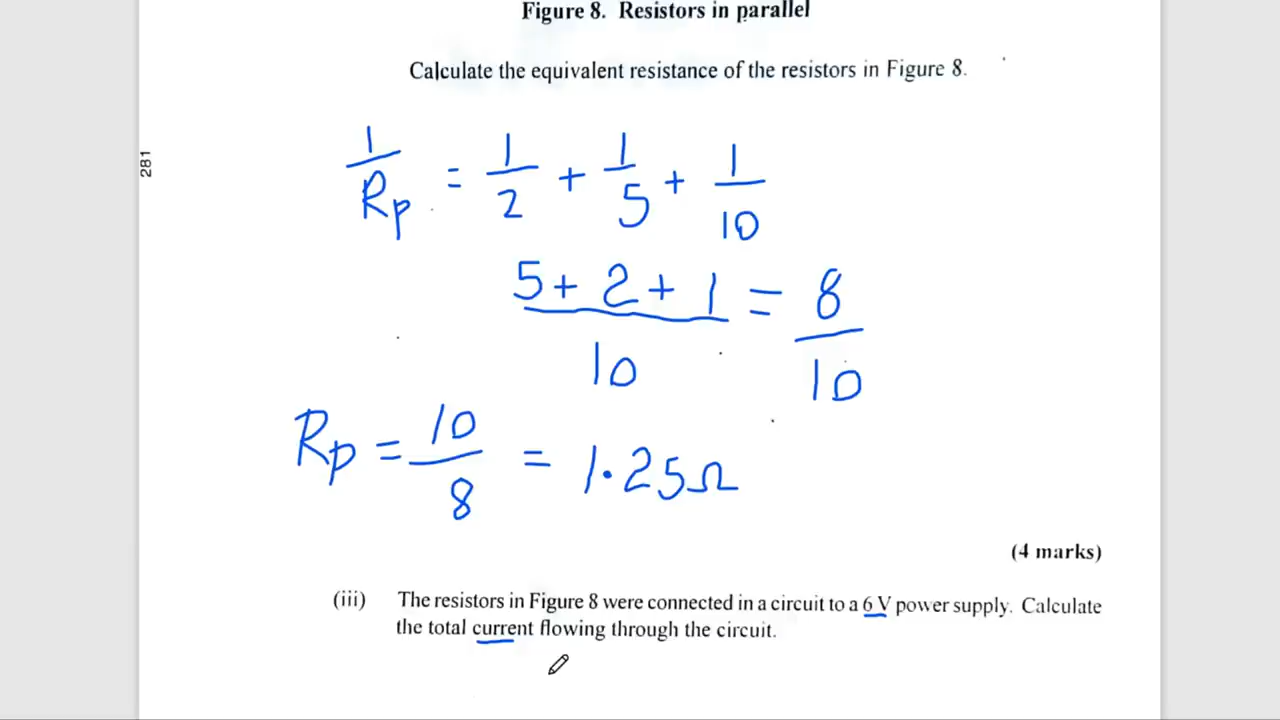 Figure 8. Resistors in parallel
Calculate the equivalent resistance of the resistors in Figure 8.
281
1/Rp = 1/2 + 1/5 + 1/10
5 + 2 + 1 / 10 = 8/10
Rp = 10/8 = 1.25Ω
(4 marks)
(iii) The resistors in Figure 8 were connected in a circuit to a 6 V power supply. Calculate
the total current flowing through the circuit.